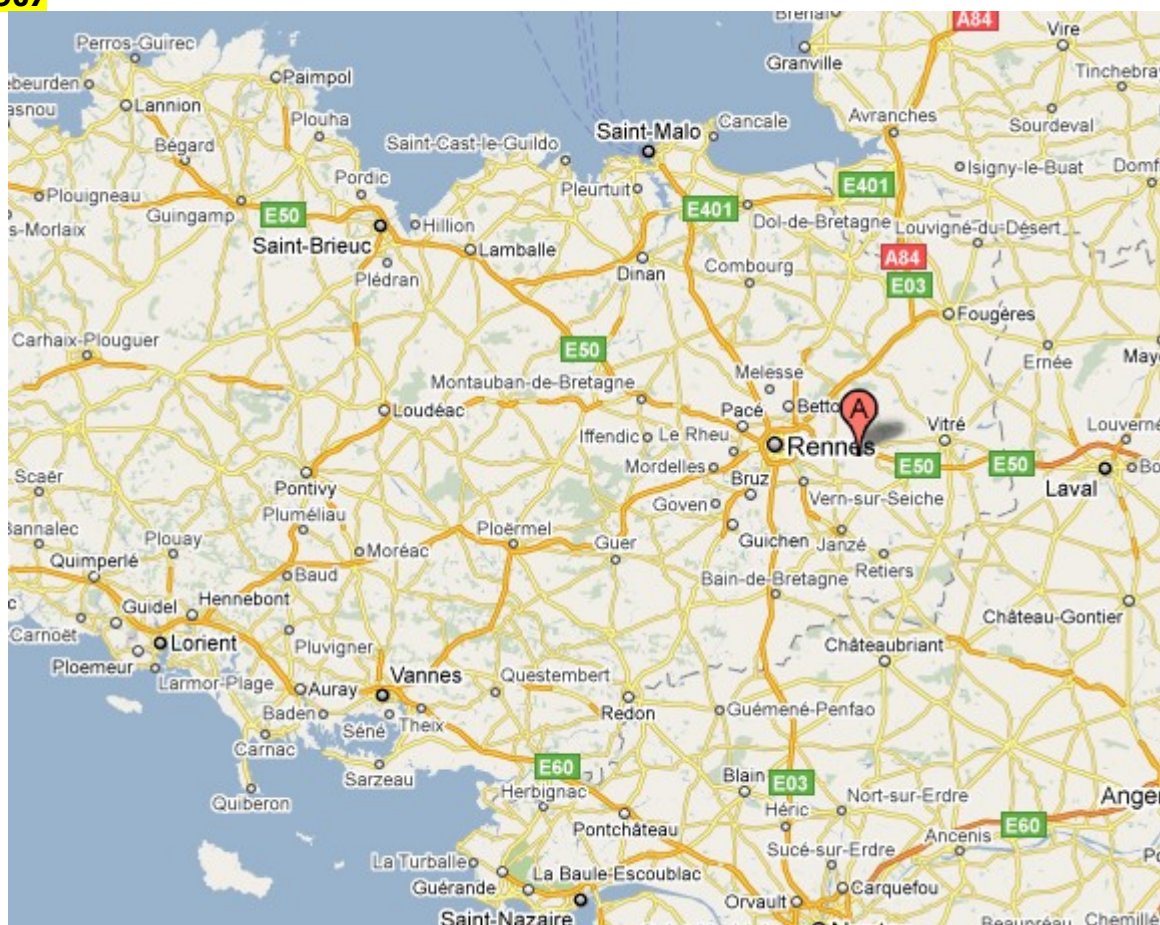 A84
Vire
Perros-Guirec
Granville
Paimpol
Lannion
Plouha
Saint-Malo
Cancale
Avranches
Sourdeval
Bégard
Saint-Cast-le-Guildo
Isigny-le-Buat
Plouigneau
Pordic
Pleurtuit
E401
Guingamp
E50
E401
Dol-de-Bretagne
Louvigné-du-Désert
Hillion
Saint-Brieuc
Lamballe
Dinan
Combourg
A84
Plédran
E03
Fougères
Carhaix-Plouguer
E50
Ernée
Melesse
Montauban-de-Bretagne
Loudéac
Pacé
A
Iffendic
Le Rheu
Rennes
Vitré
Mordelles
E50
E50
Scaër
Pontivy
Bruz
Laval
Goven
Vern-sur-Seiche
Pluméliau
Ploërmel
Guer
Guichen
Janzé
Plouay
Moréac
Quimperlé
Baud
Bain-de-Bretagne
Retiers
Guidel
Hennebont
Château-Gontier
Lorient
Pluvigner
Châteaubriant
Ploemeur
Larmor-Plage
Auray
Vannes
Questembert
Baden
Séné
Theix
Redon
Guémené-Penfao
Carnac
Sarzeau
E60
Blain
E03
Quiberon
Herbignac
Héric
Nort-sur-Erdre
Pontchâteau
E60
Ancenis
La Turballe
Sucé-sur-Erdre
Guérande
La Baule-Escoublac
Orvault
Carquefou
Saint-Nazaire